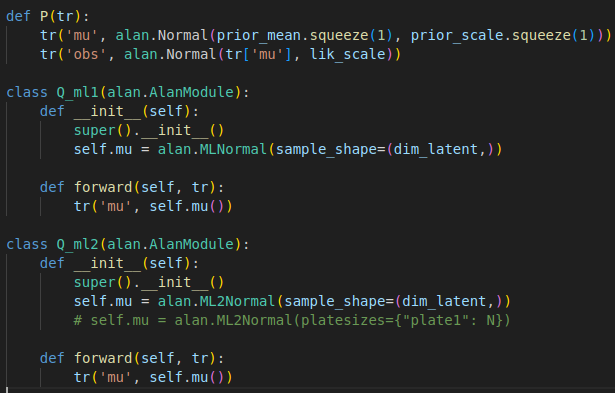 def P(tr):
    tr('mu', alan.Normal(prior_mean.squeeze(1), prior_scale.squeeze(1)))
    tr('obs', alan.Normal(tr['mu'], lik_scale))

class Q_ml1(alan.AlanModule):
    def __init__(self):
        super().__init__()
        self.mu = alan.MLNormal(sample_shape=(dim_latent,))

    def forward(self, tr):
        tr('mu', self.mu())

class Q_ml2(alan.AlanModule):
    def __init__(self):
        super().__init__()
        self.mu = alan.ML2Normal(sample_shape=(dim_latent,))
        # self.mu = alan.ML2Normal(platesizes={"plate1": N})

    def forward(self, tr):
        tr('mu', self.mu())